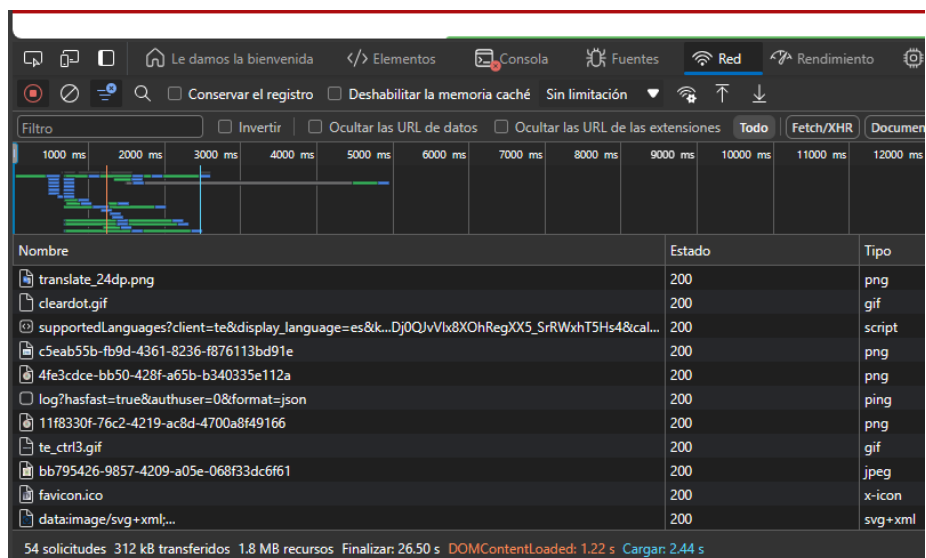 Le damos la bienvenida </> Elementos Consola Fuentes Red Rendimiento
Conservar el registro Deshabilitar la memoria caché Sin limitación
Filtro Invertir Ocultar las URL de datos Ocultar las URL de las extensiones Todo Fetch/XHR Documen
1000 ms 2000 ms 3000 ms 4000 ms 5000 ms 6000 ms 7000 ms 8000 ms 9000 ms 10000 ms 11000 ms 12000 ms
Nombre Estado Tipo
translate_24dp.png 200 png
cleardot.gif 200 gif
supportedLanguages?client=te&display_language=es&k...Dj0QJvVlx8XOhRegXX5_SrRWxhT5Hs4&cal... 200 script
c5eab55b-fb9d-4361-8236-f876113bd91e 200 png
4fe3cdce-bb50-428f-a65b-b340335e112a 200 png
log?hasfast=true&authuser=0&format=json 200 ping
11f8330f-76c2-4219-ac8d-4700a8f49166 200 png
te_ctrl3.gif 200 gif
bb795426-9857-4209-a05e-068f33dc6f61 200 jpeg
favicon.ico 200 x-icon
data:image/svg+xml;... 200 svg+xml
54 solicitudes 312 kB transferidos 1.8 MB recursos Finalizar: 26.50 s DOMContentLoaded: 1.22 s Cargar: 2.44 s